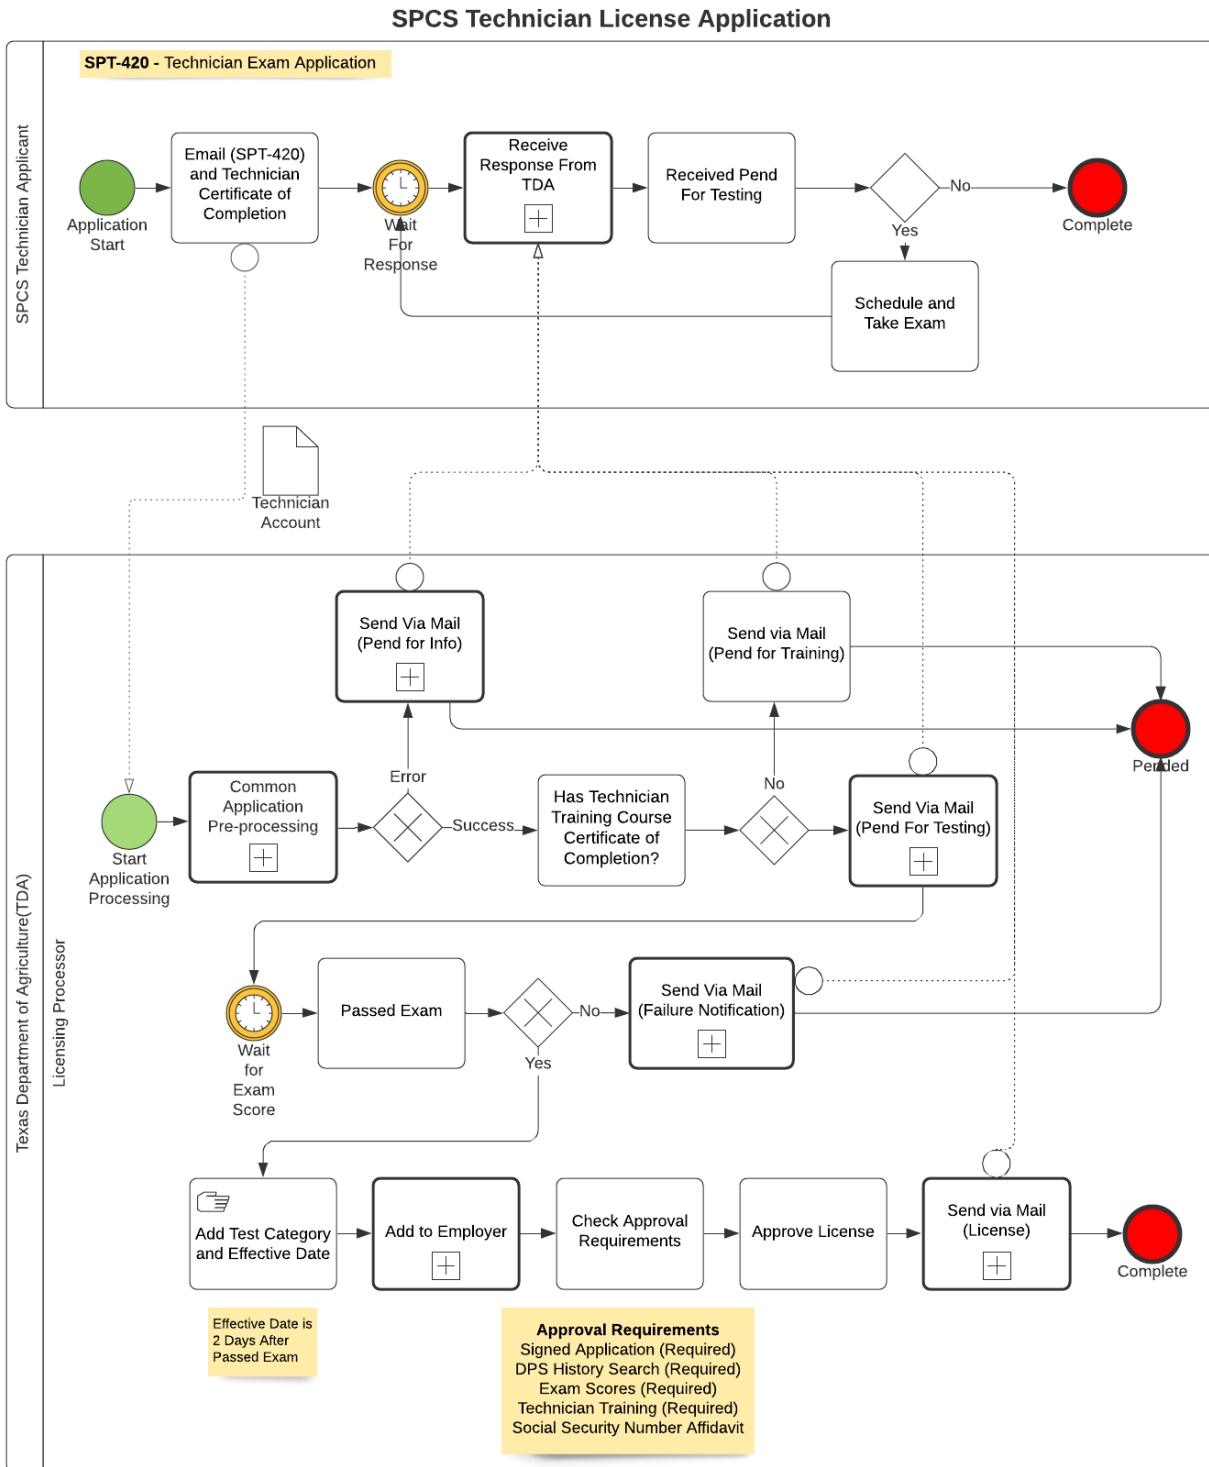 SPCS Technician License Application
SPCS Technician Applicant
SPT-420 - Technician Exam Application
Application
Start
Email (SPT-420)
and Technician
Certificate of
Completion
Wait
For
Response
Receive
Response From
TDA
Received Pend
For Testing
No
Yes
Complete
Schedule and
Take Exam
Technician
Account
Texas Department of Agriculture(TDA)
Licensing Processor
Send Via Mail
(Pend for Info)
Send via Mail
(Pend for Training)
Pended
Start
Application
Processing
Common
Application
Pre-processing
Error
Success
Has Technician
Training Course
Certificate of
Completion?
No
Send Via Mail
(Pend For Testing)
Wait
for
Exam
Score
Passed Exam
No
Yes
Send Via Mail
(Failure Notification)
Add Test Category
and Effective Date
Add to Employer
Check Approval
Requirements
Approve License
Send via Mail
(License)
Complete
Effective Date is
2 Days After
Passed Exam
Approval Requirements
Signed Application (Required)
DPS History Search (Required)
Exam Scores (Required)
Technician Training (Required)
Social Security Number Affidavit